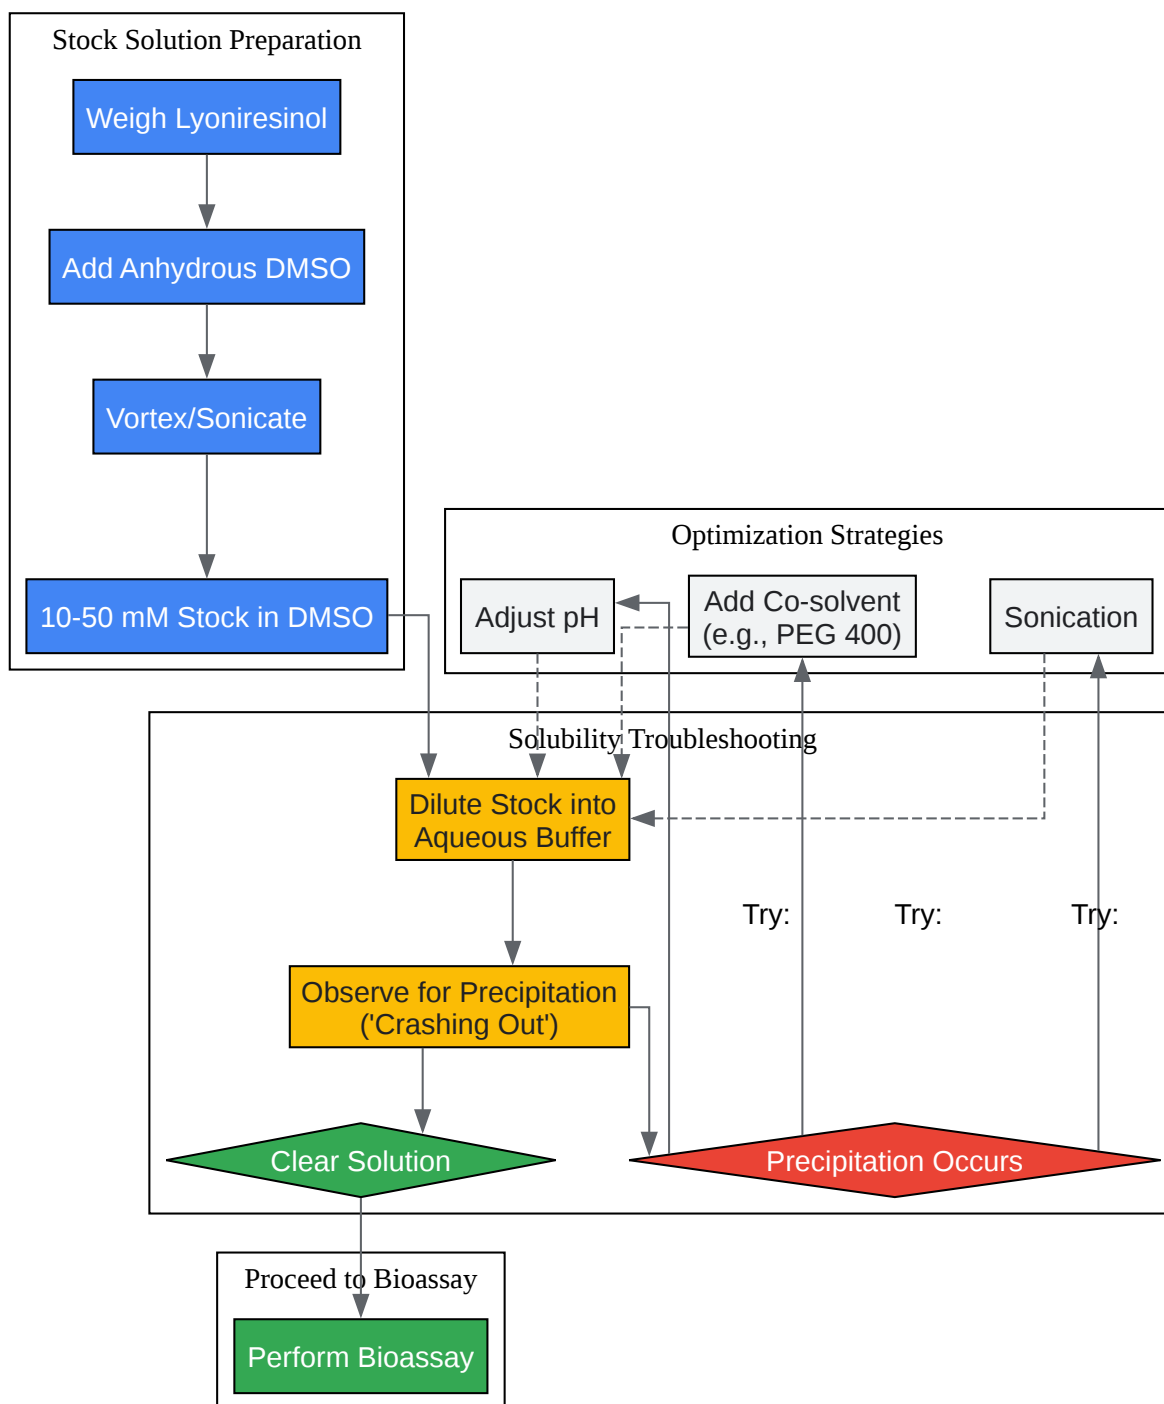 Stock Solution Preparation
Weigh Lyoniresinol
Add Anhydrous DMSO
Vortex/Sonicate
10-50 mM Stock in DMSO
Optimization Strategies
Adjust pH
Add Co-solvent
(e.g., PEG 400)
Sonication
Solubility Troubleshooting
Dilute Stock into
Aqueous Buffer
Try:
Try:
Try:
Observe for Precipitation
('Crashing Out')
Clear Solution
Precipitation Occurs
Proceed to Bioassay
Perform Bioassay